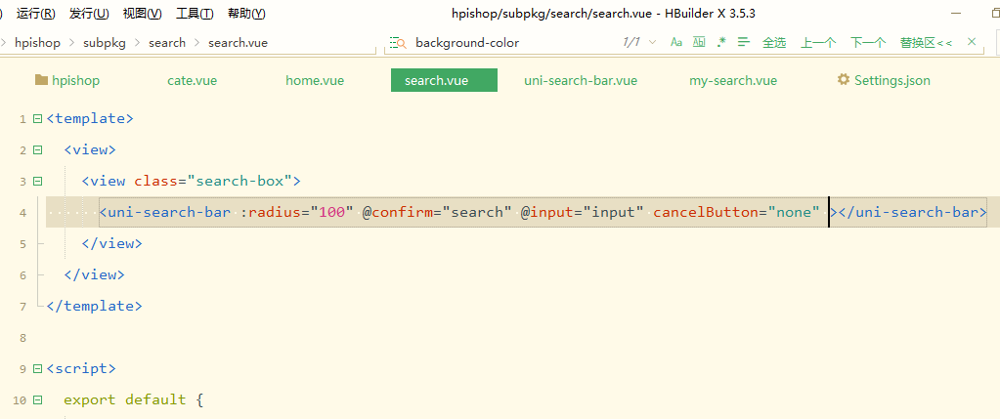 运行(R) 发行(U) 视图(V) 工具(T) 帮助(Y) hpishop/subpkg/search/search.vue - HBuilder X 3.5.3
hpishop subpkg search search.vue background-color 1/1 Aa Ab .* 全选 上一个 下一个 替换区<<
hpishop cate.vue home.vue search.vue uni-search-bar.vue my-search.vue Settings.json
1 <template>
2 <view>
3 <view class="search-box">
4 <uni-search-bar :radius="100" @confirm="search" @input="input" cancelButton="none" ></uni-search-bar>
5 </view>
6 </view>
7 </template>
8
9 <script>
10 export default {